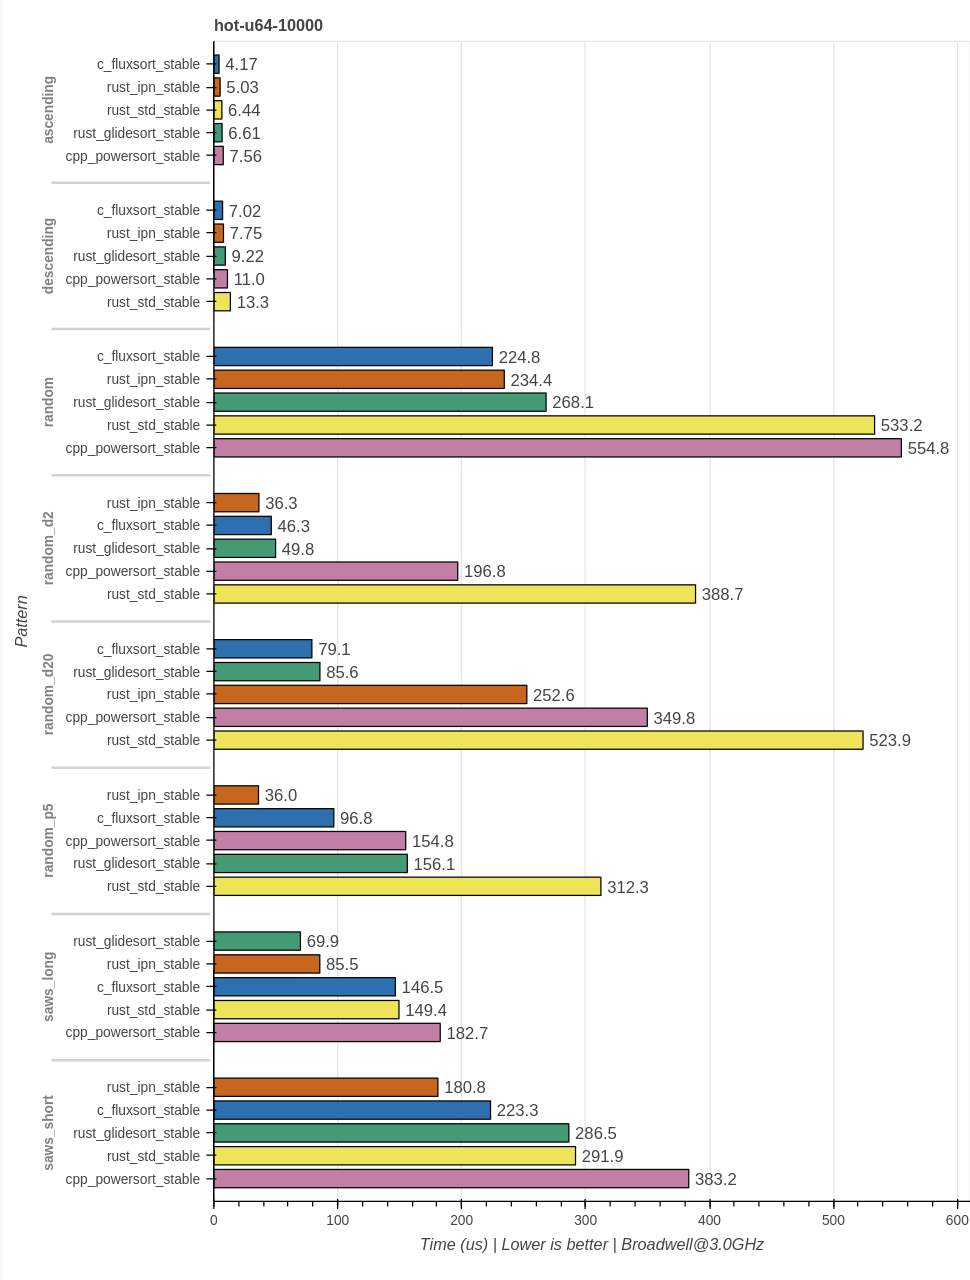 hot-u64-10000
Pattern
ascending
c_fluxsort_stable 4.17
rust_ipn_stable 5.03
rust_std_stable 6.44
rust_glidesort_stable 6.61
cpp_powersort_stable 7.56
descending
c_fluxsort_stable 7.02
rust_ipn_stable 7.75
rust_glidesort_stable 9.22
cpp_powersort_stable 11.0
rust_std_stable 13.3
random
c_fluxsort_stable 224.8
rust_ipn_stable 234.4
rust_glidesort_stable 268.1
rust_std_stable 533.2
cpp_powersort_stable 554.8
random_d2
rust_ipn_stable 36.3
c_fluxsort_stable 46.3
rust_glidesort_stable 49.8
cpp_powersort_stable 196.8
rust_std_stable 388.7
random_d20
c_fluxsort_stable 79.1
rust_glidesort_stable 85.6
rust_ipn_stable 252.6
cpp_powersort_stable 349.8
rust_std_stable 523.9
random_p5
rust_ipn_stable 36.0
c_fluxsort_stable 96.8
cpp_powersort_stable 154.8
rust_glidesort_stable 156.1
rust_std_stable 312.3
saws_long
rust_glidesort_stable 69.9
rust_ipn_stable 85.5
c_fluxsort_stable 146.5
rust_std_stable 149.4
cpp_powersort_stable 182.7
saws_short
rust_ipn_stable 180.8
c_fluxsort_stable 223.3
rust_glidesort_stable 286.5
rust_std_stable 291.9
cpp_powersort_stable 383.2
0 100 200 300 400 500 600
Time (us) | Lower is better | Broadwell@3.0GHz